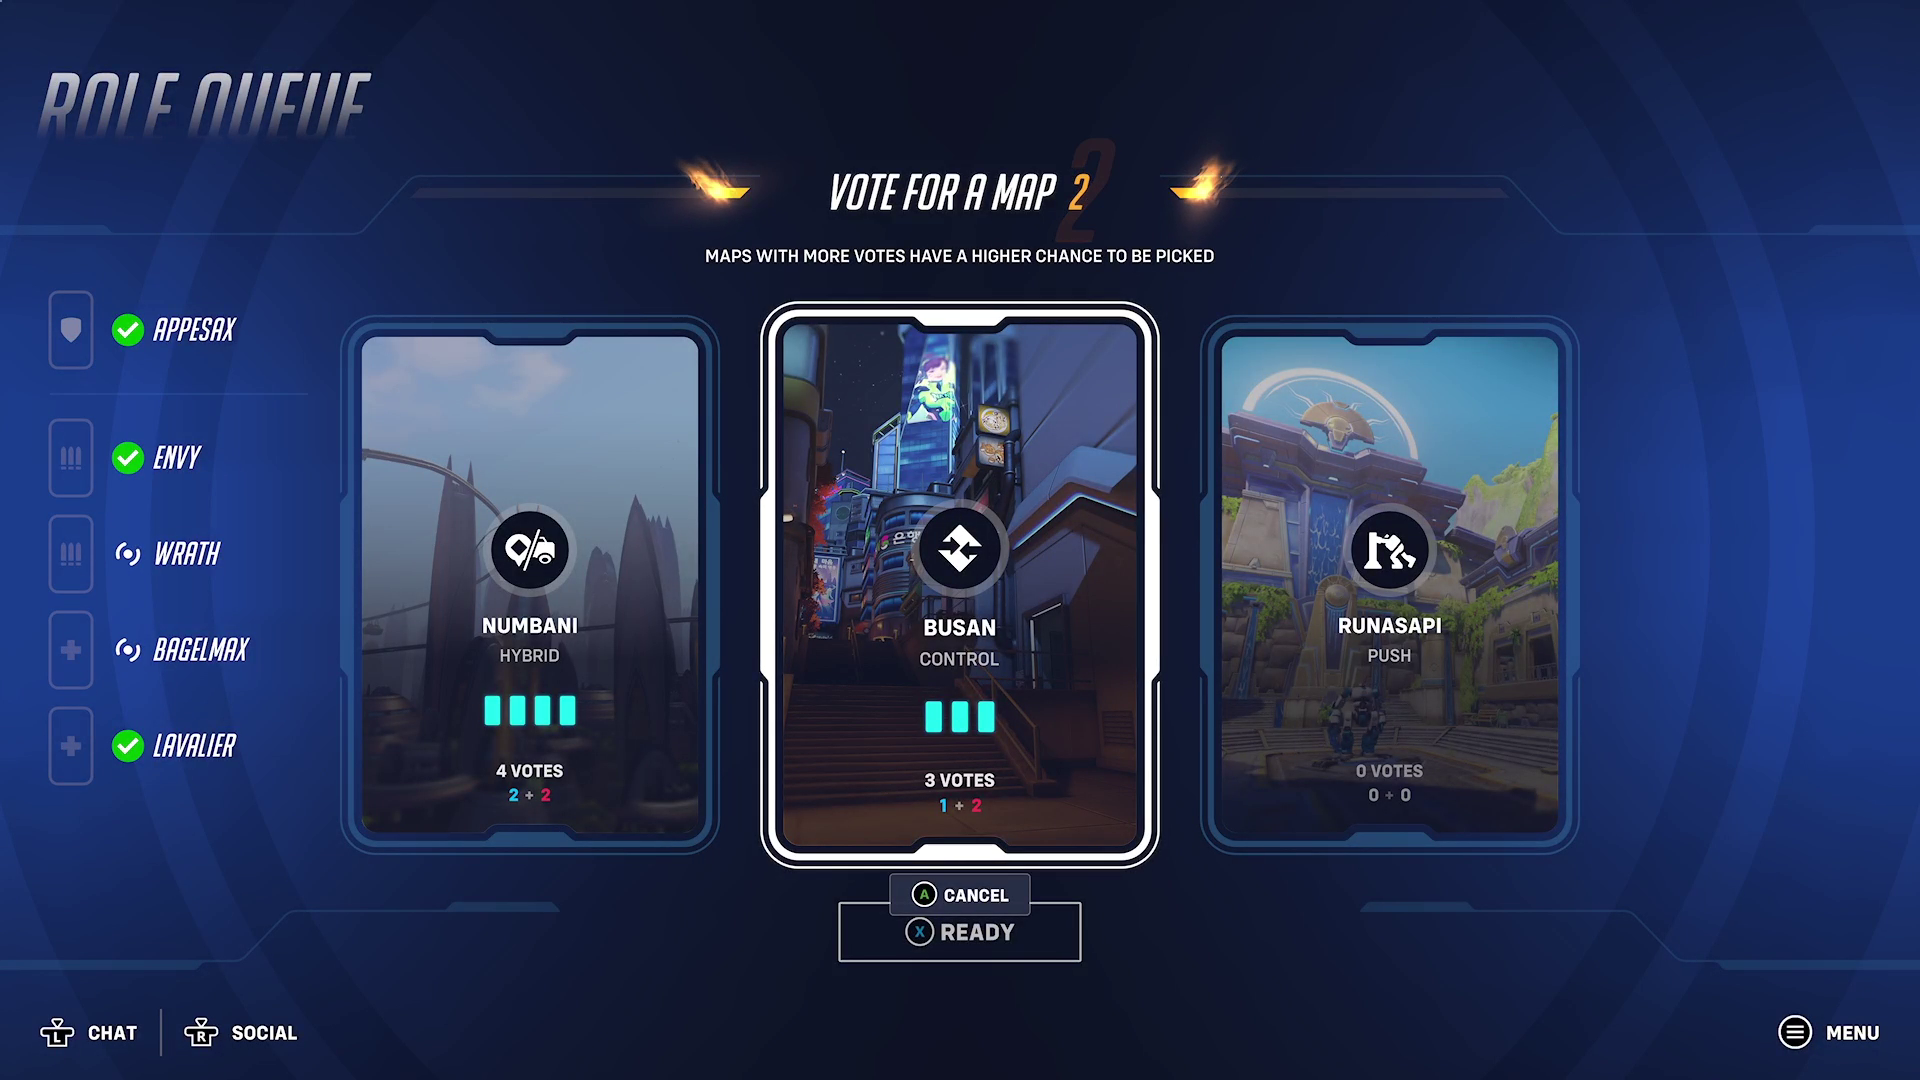 ROLE QUEUE
VOTE FOR A MAP 2
MAPS WITH MORE VOTES HAVE A HIGHER CHANCE TO BE PICKED
APPESAX
ENVY
WRATH
BAGELMAX
LAVALIER
NUMBANI
HYBRID
4 VOTES
2 + 2
은행
BUSAN
CONTROL
3 VOTES
1 + 2
RUNASAPI
PUSH
0 VOTES
0 + 0
A CANCEL
X READY
L CHAT
R SOCIAL
MENU